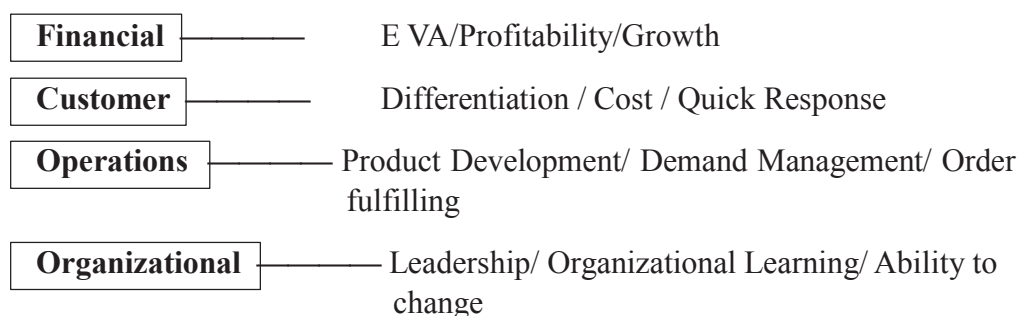 Financial E VA/Profitability/Growth
Customer Differentiation / Cost / Quick Response
Operations Product Development/ Demand Management/ Order
fulfilling
Organizational Leadership/ Organizational Learning/ Ability to
change